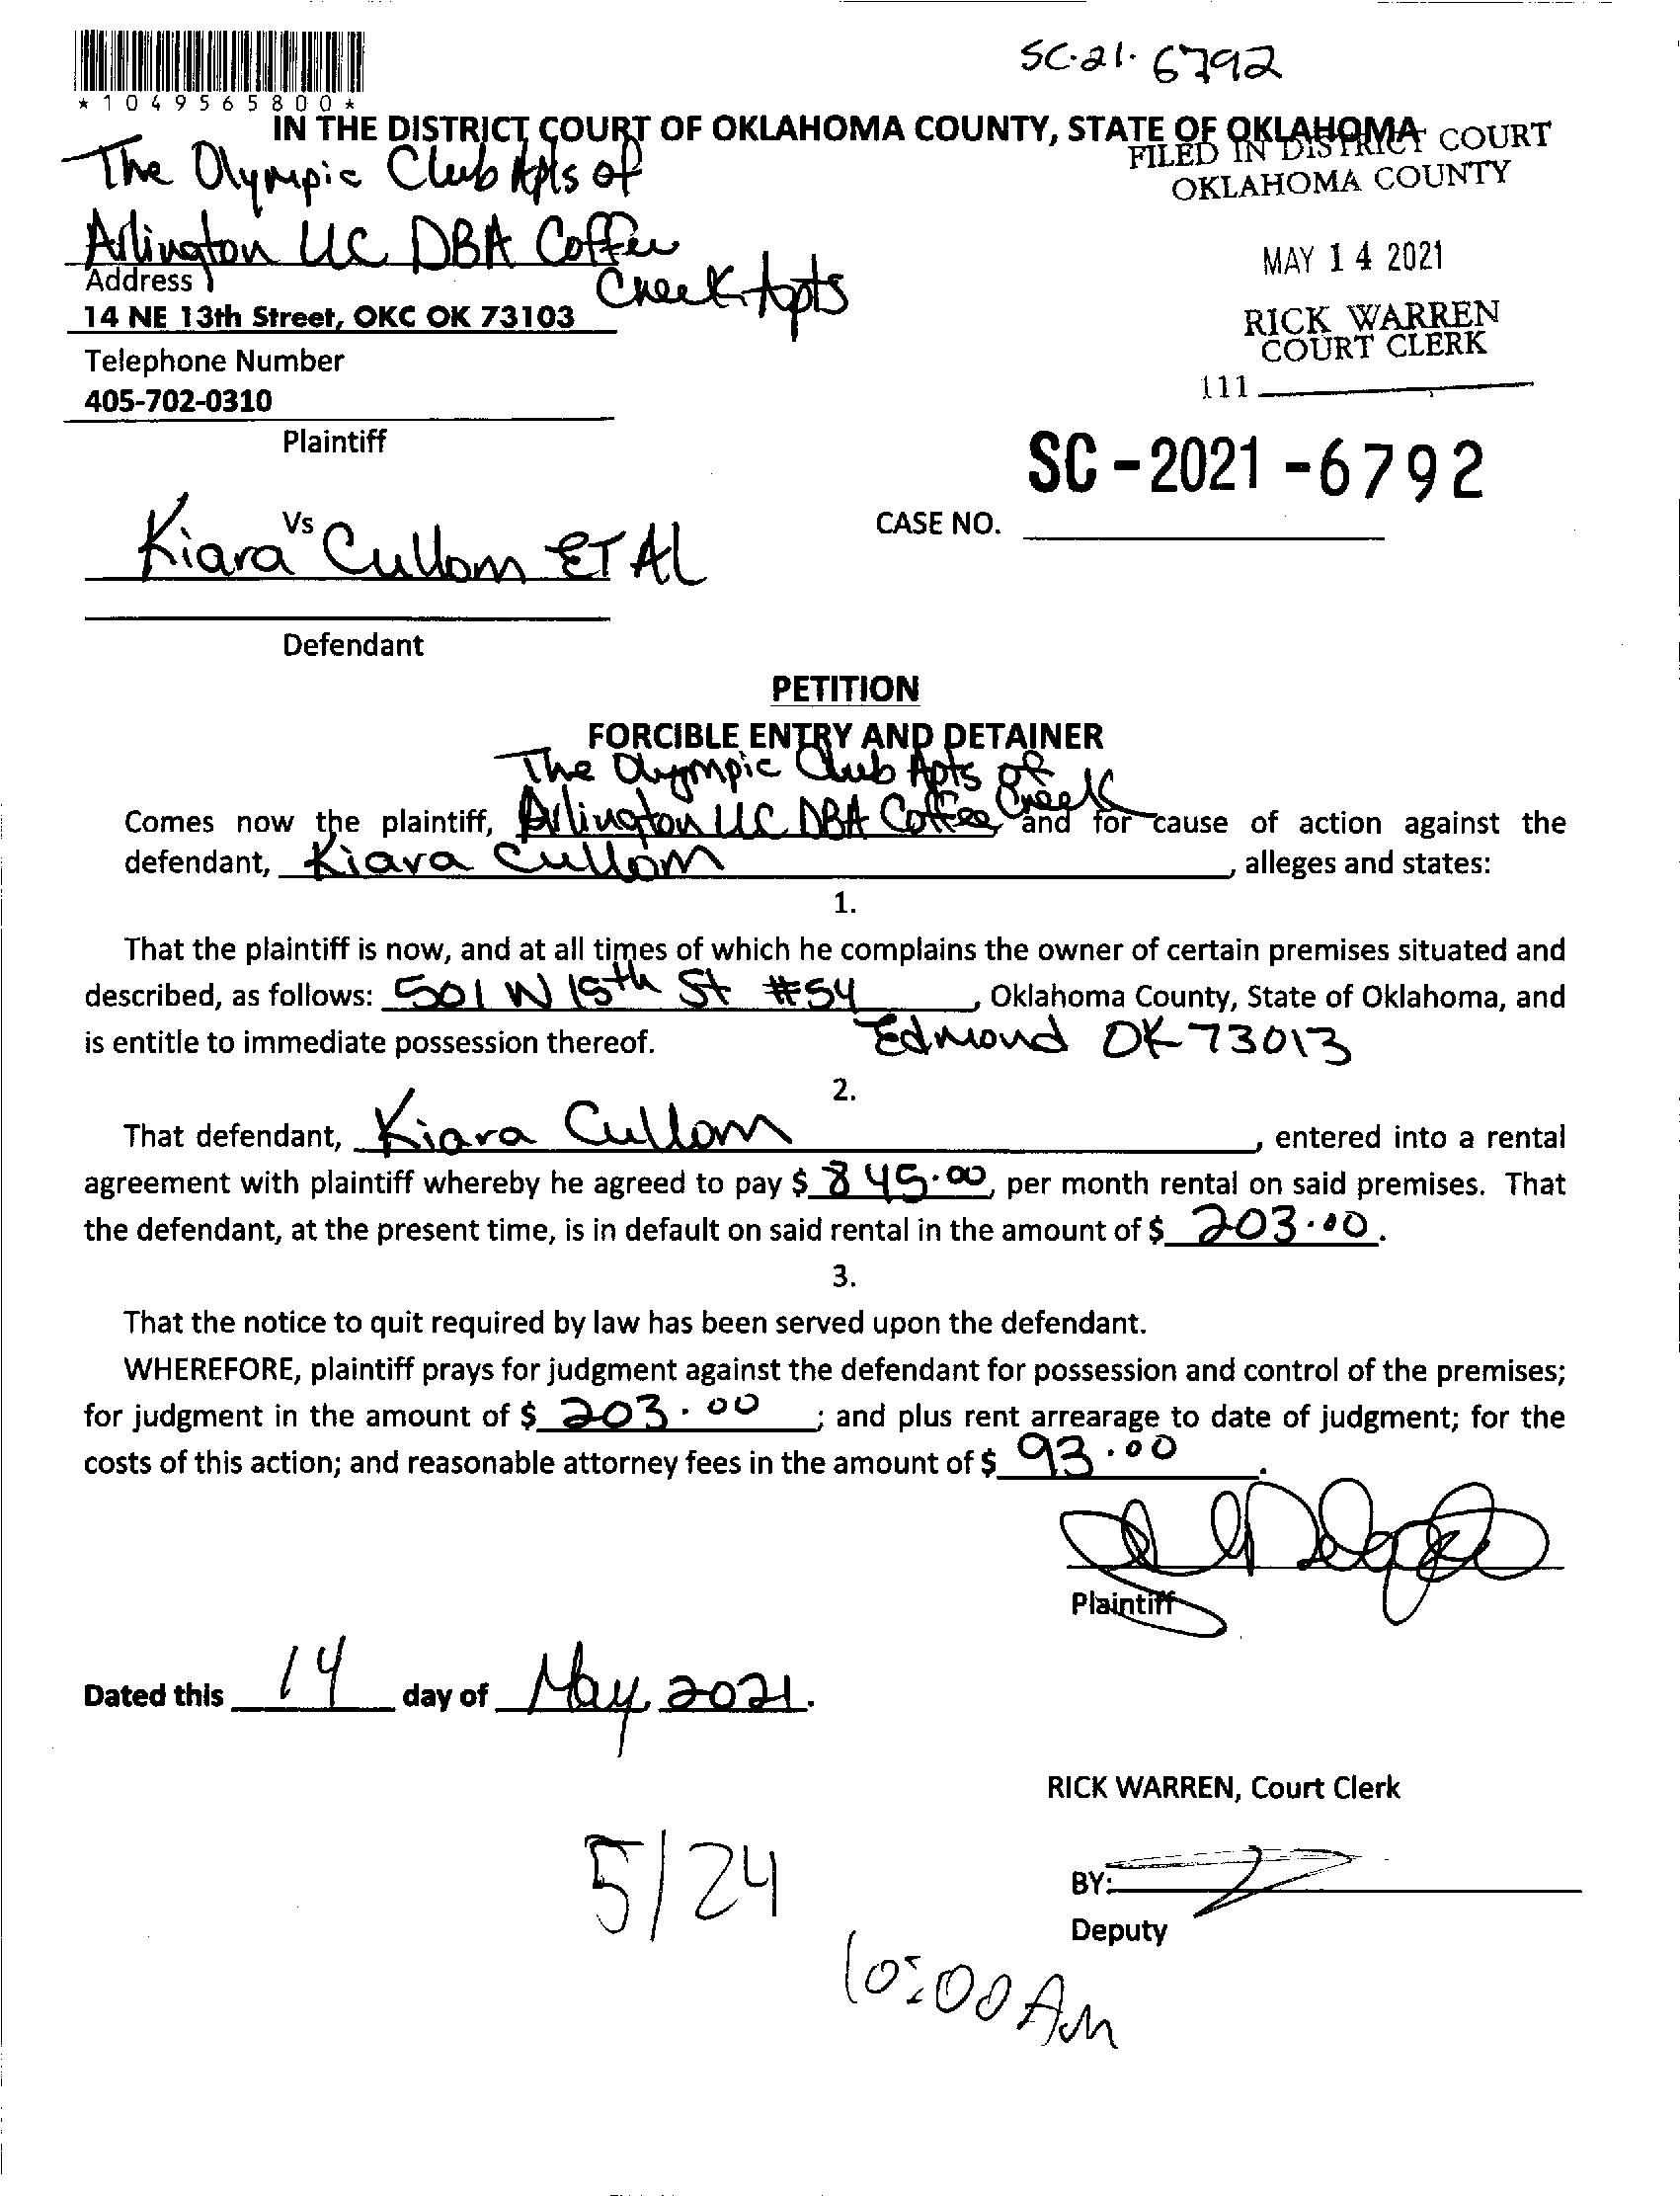 SC-21-6792
*1049565800*
IN THE DISTRICT COURT OF OKLAHOMA COUNTY, STATE OF OKLAHOMA
FILED IN DISTRICT COURT
OKLAHOMA COUNTY
The Olympic Club Apts of
Arlington LLC DBA Coffee
Creek Apts
Address
14 NE 13th Street, OKC OK 73103
MAY 14 2021
RICK WARREN
COURT CLERK
Telephone Number
405-702-0310
111
Plaintiff
SC-2021-6792
CASE NO.
Vs
Kiara Cullom ET Al
Defendant
PETITION
FORCIBLE ENTRY AND DETAINER
The Olympic Club Apts of
Comes now the plaintiff, Arlington LLC DBA Coffee Creek and for cause of action against the
defendant, Kiara Cullom, alleges and states:
1.
That the plaintiff is now, and at all times of which he complains the owner of certain premises situated and
described, as follows: 501 W 15th St #54, Oklahoma County, State of Oklahoma, and
is entitle to immediate possession thereof. Edmond OK 73013
2.
That defendant, Kiara Cullom, entered into a rental
agreement with plaintiff whereby he agreed to pay $ 845.00, per month rental on said premises. That
the defendant, at the present time, is in default on said rental in the amount of $ 203.00.
3.
That the notice to quit required by law has been served upon the defendant.
WHEREFORE, plaintiff prays for judgment against the defendant for possession and control of the premises;
for judgment in the amount of $ 203.00; and plus rent arrearage to date of judgment; for the
costs of this action; and reasonable attorney fees in the amount of $ 93.00.
Plaintiff
Dated this 14 day of May, 2021.
RICK WARREN, Court Clerk
5/24
BY:
Deputy
10:00 AM